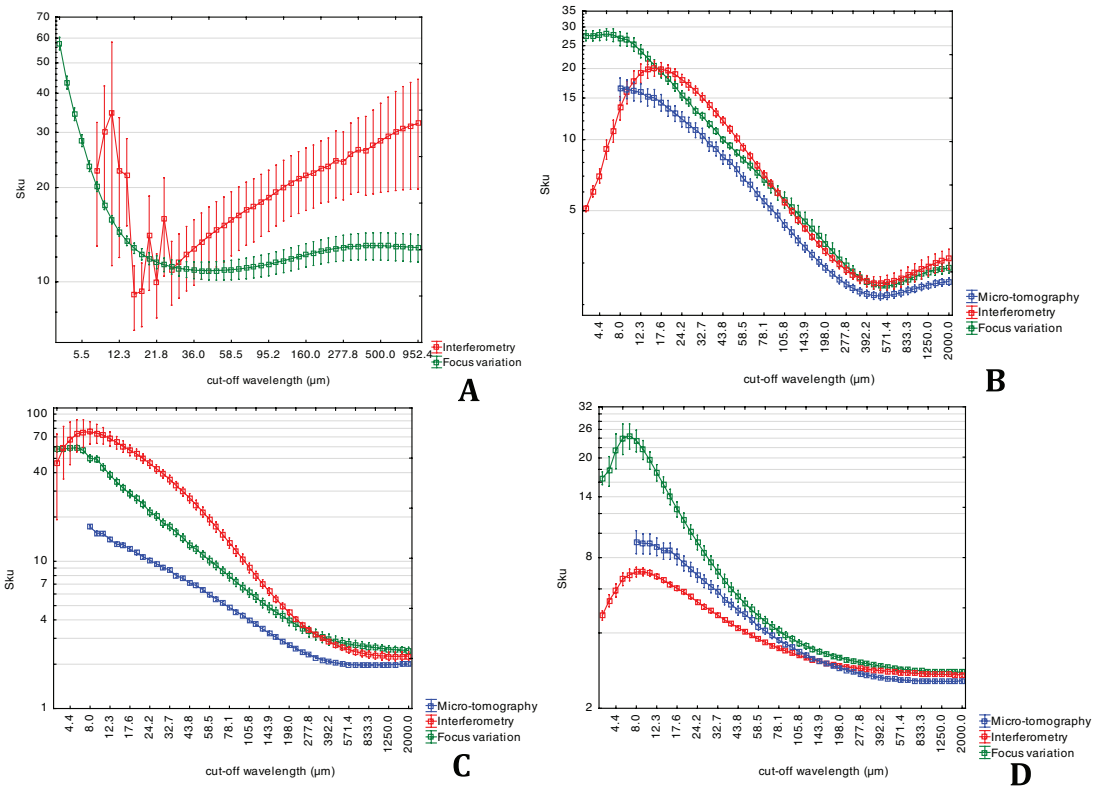 70
60
50
40
30
20
10
Sku
5.5 12.3 21.8 36.0 58.5 95.2 160.0 277.8 500.0 952.4
cut-off wavelength (µm)
Interferometry
Focus variation
A
35
30
25
20
15
10
5
Sku
4.4 8.0 12.3 17.6 24.2 32.7 43.8 58.5 78.1 105.8 143.9 198.0 277.8 392.2 571.4 833.3 1250.0 2000.0
cut-off wavelength (µm)
Micro-tomography
Interferometry
Focus variation
B
100
70
40
10
7
4
1
Sku
4.4 8.0 12.3 17.6 24.2 32.7 43.8 58.5 78.1 105.8 143.9 198.0 277.8 392.2 571.4 833.3 1250.0 2000.0
cut-off wavelength (µm)
Micro-tomography
Interferometry
Focus variation
C
32
26
20
14
8
2
Sku
4.4 8.0 12.3 17.6 24.2 32.7 43.8 58.5 78.1 105.8 143.9 198.0 277.8 392.2 571.4 833.3 1250.0 2000.0
cut-off wavelength (µm)
Micro-tomography
Interferometry
Focus variation
D